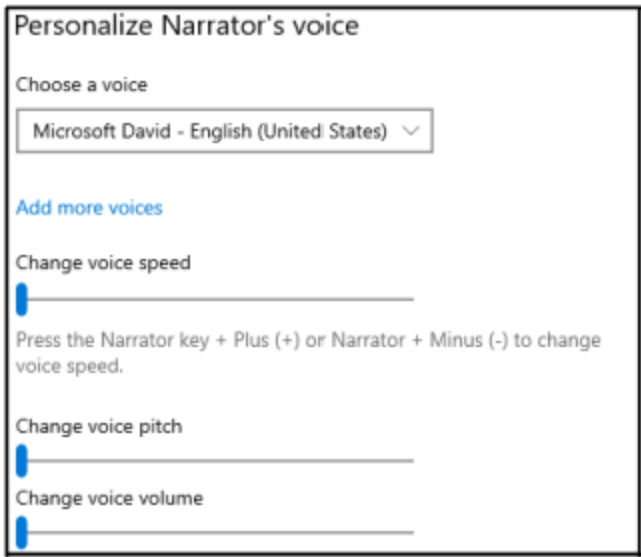 Personalize Narrator's voice
Choose a voice
Microsoft David - English (United States)
Add more voices
Change voice speed
Press the Narrator key + Plus (+) or Narrator + Minus (-) to change
voice speed.
Change voice pitch
Change voice volume